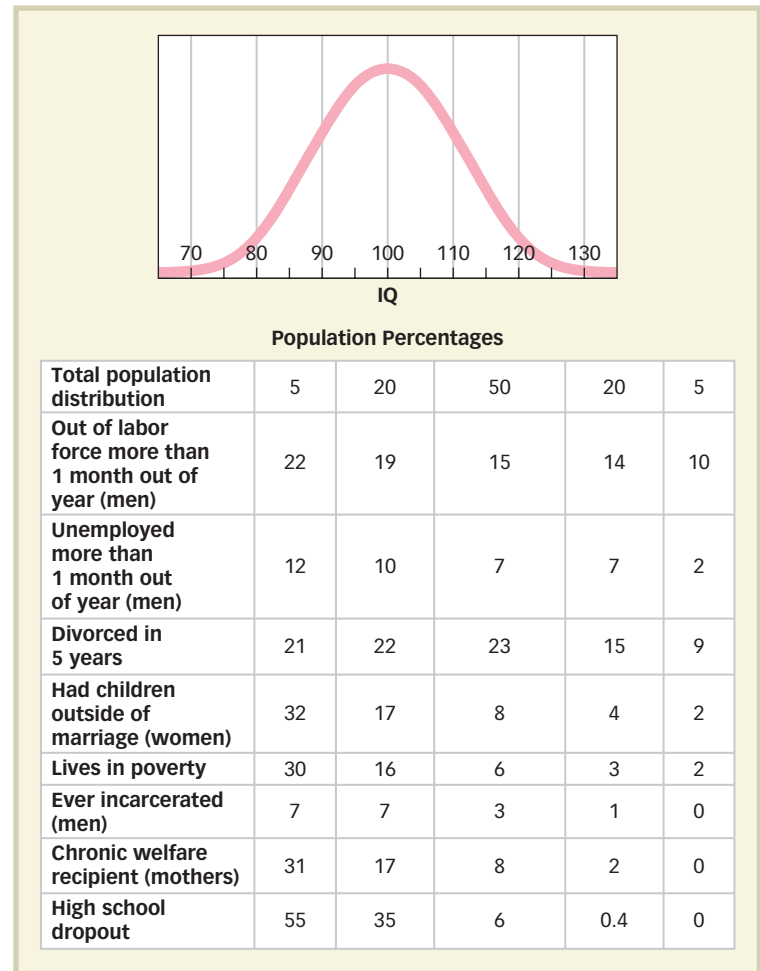 70 80 90 100 110 120 130
IQ
Population Percentages
Total population
distribution
5 20 50 20 5
Out of labor
force more than
1 month out of
year (men)
22 19 15 14 10
Unemployed
more than
1 month out
of year (men)
12 10 7 7 2
Divorced in
5 years
21 22 23 15 9
Had children
outside of
marriage (women)
32 17 8 4 2
Lives in poverty 30 16 6 3 2
Ever incarcerated
(men)
7 7 3 1 0
Chronic welfare
recipient (mothers)
31 17 8 2 0
High school
dropout
55 35 6 0.4 0